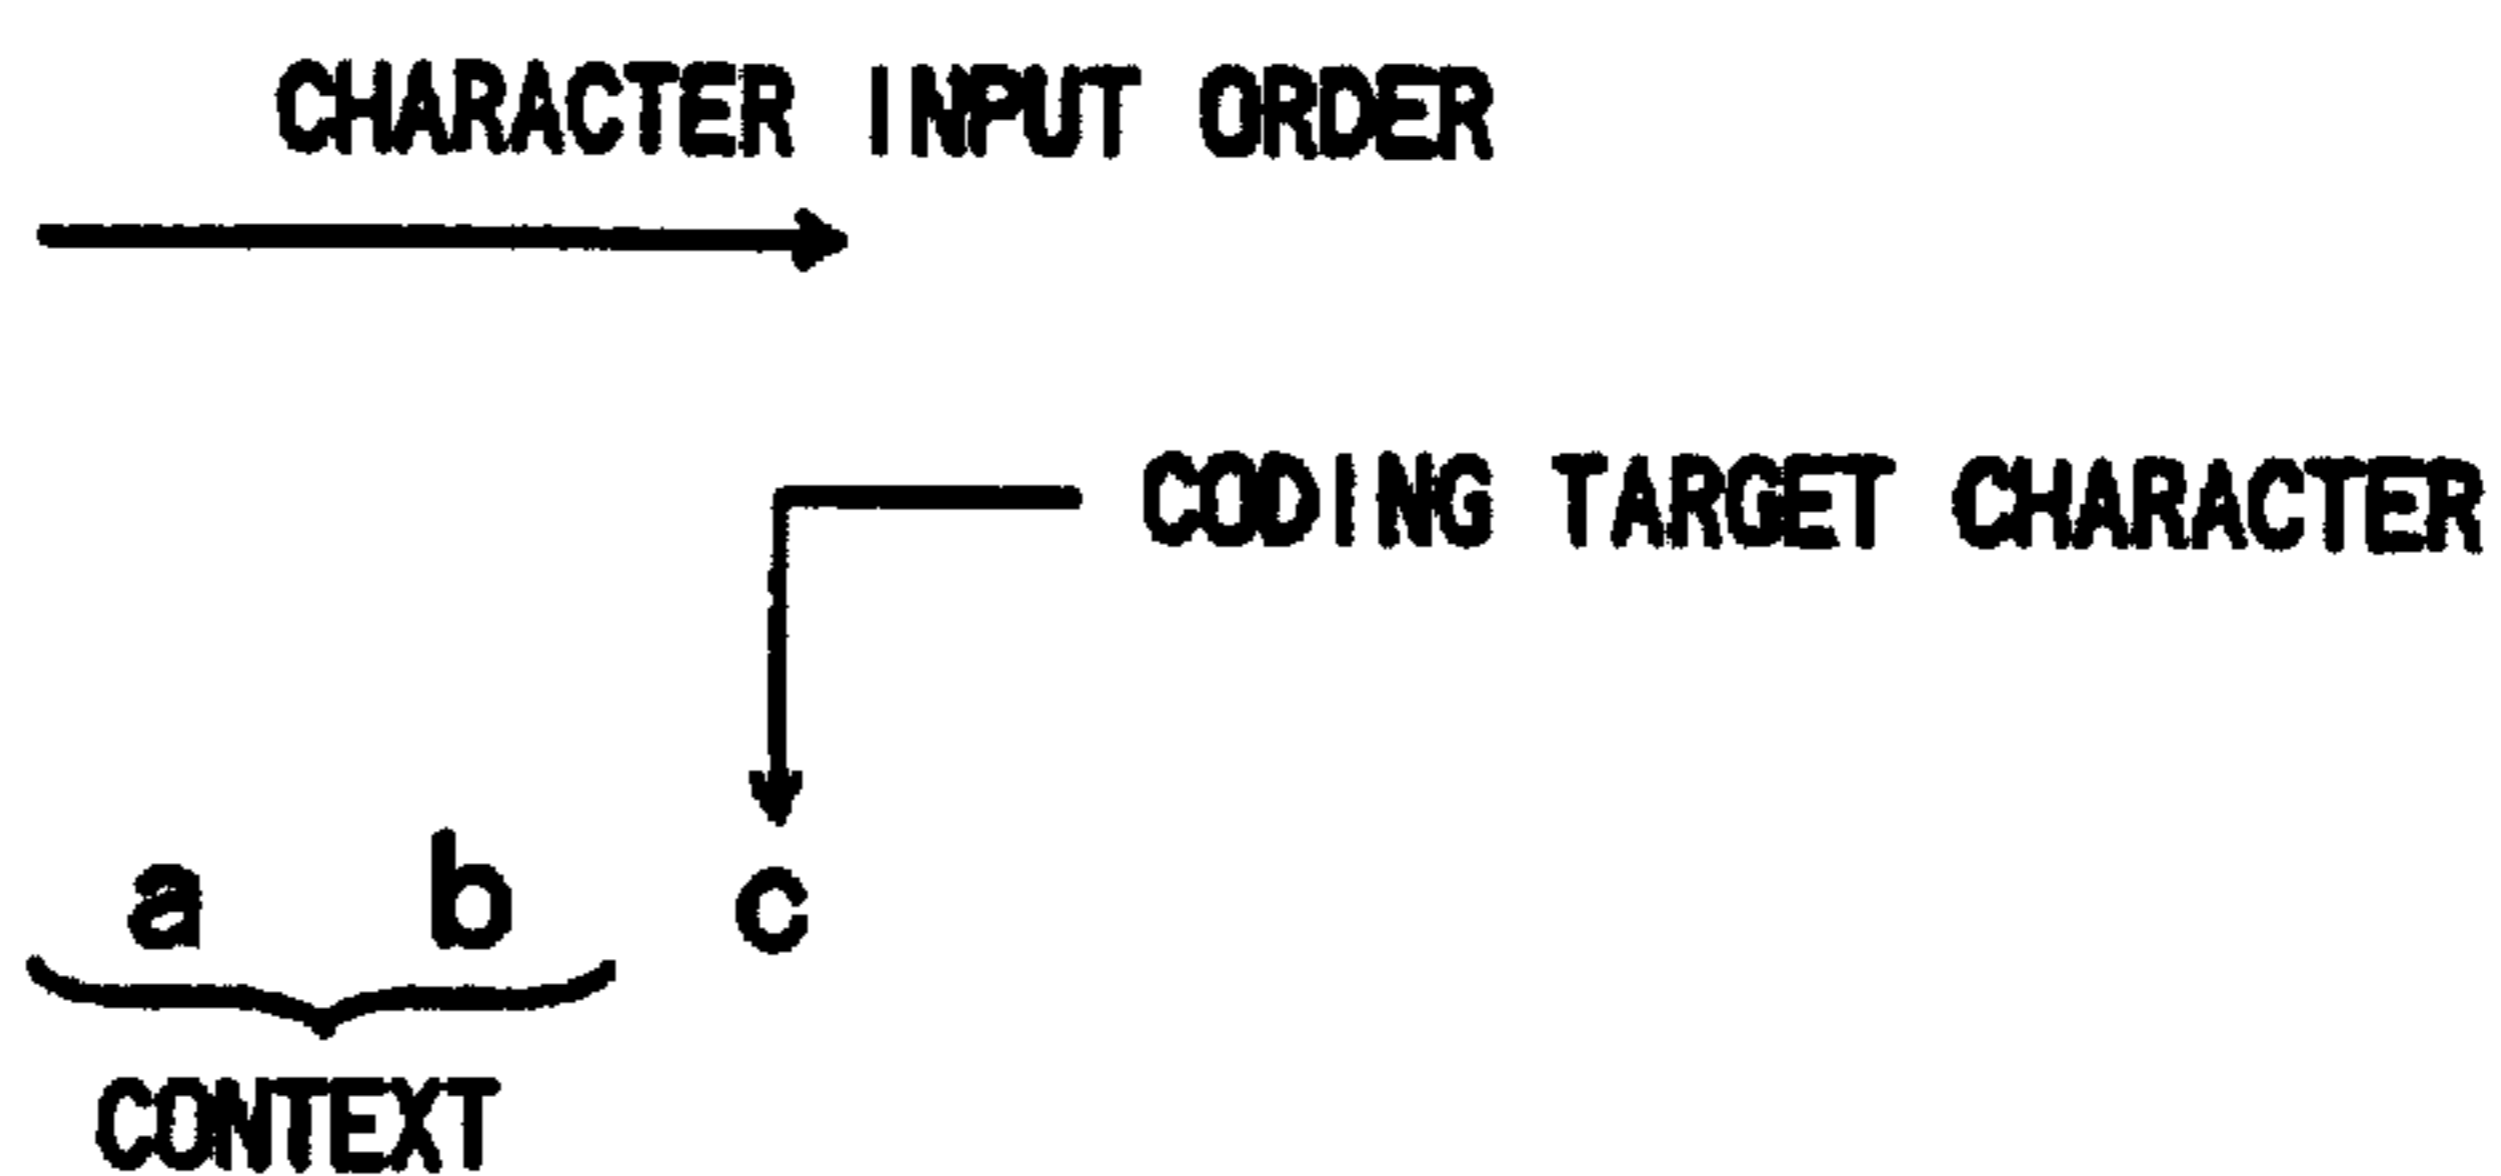 CHARACTER INPUT ORDER
CODING TARGET CHARACTER
a b c
CONTEXT